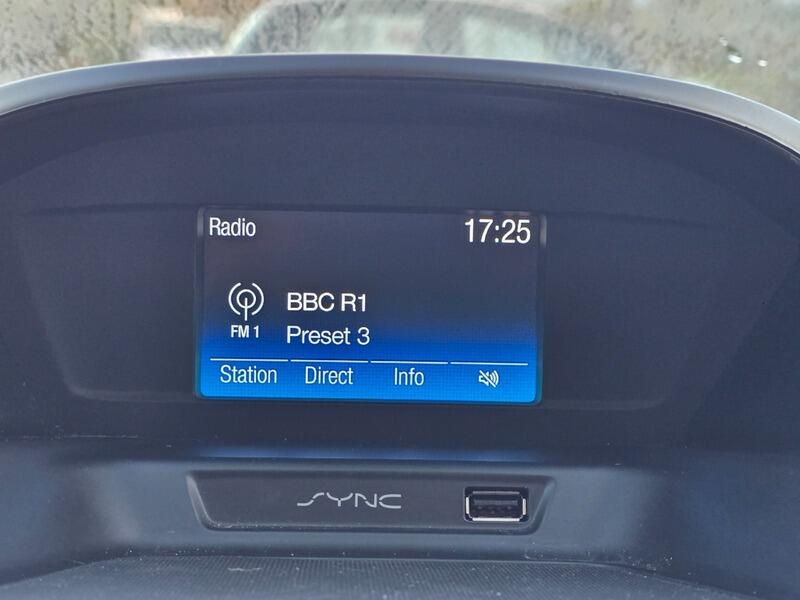 Radio 17:25
BBC R1
FM 1 Preset 3
Station Direct Info
SYNC